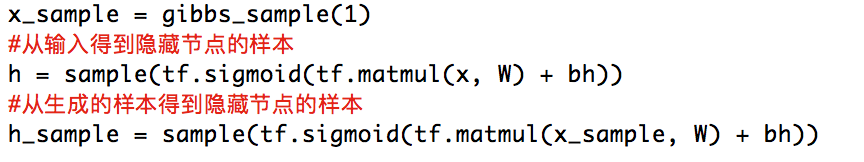 x_sample = gibbs_sample(1)
#从输入得到隐藏节点的样本
h = sample(tf.sigmoid(tf.matmul(x, W) + bh))
#从生成的样本得到隐藏节点的样本
h_sample = sample(tf.sigmoid(tf.matmul(x_sample, W) + bh))